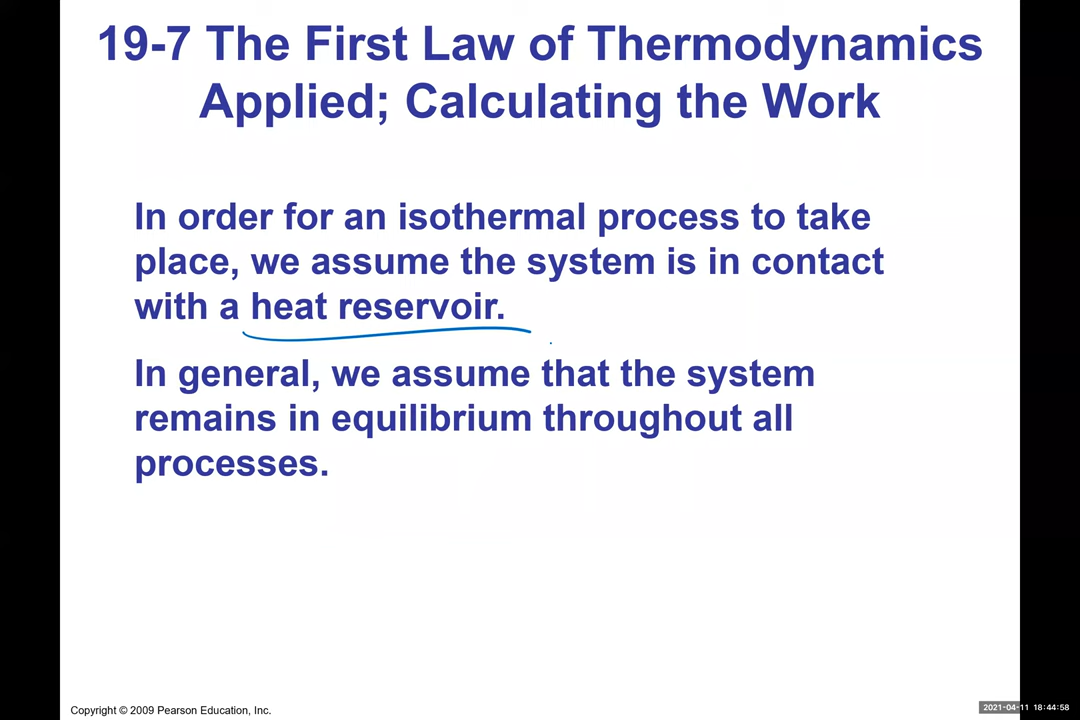 19-7 The First Law of Thermodynamics
Applied; Calculating the Work
In order for an isothermal process to take
place, we assume the system is in contact
with a heat reservoir.
In general, we assume that the system
remains in equilibrium throughout all
processes.
Copyright © 2009 Pearson Education, Inc.
2021-04-11 18:44:58